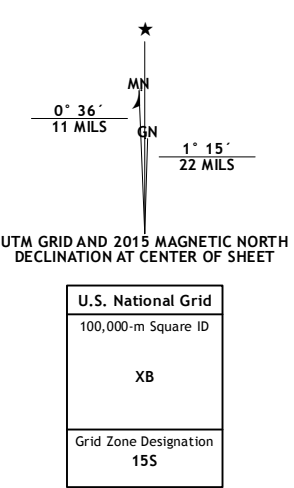 ★
MN
0° 36´
11 MILS
GN
1° 15´
22 MILS
UTM GRID AND 2015 MAGNETIC NORTH
DECLINATION AT CENTER OF SHEET
U.S. National Grid
100,000-m Square ID
XB
Grid Zone Designation
15S